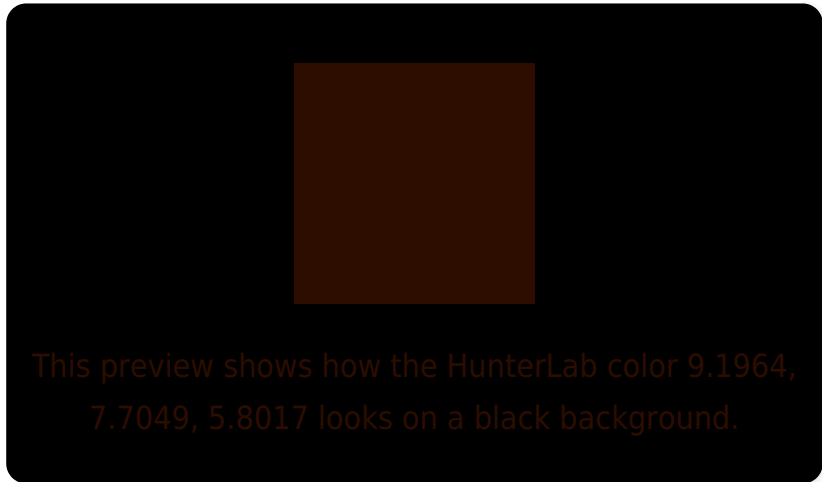 This preview shows how the HunterLab color 9.1964,
7.7049, 5.8017 looks on a black background.